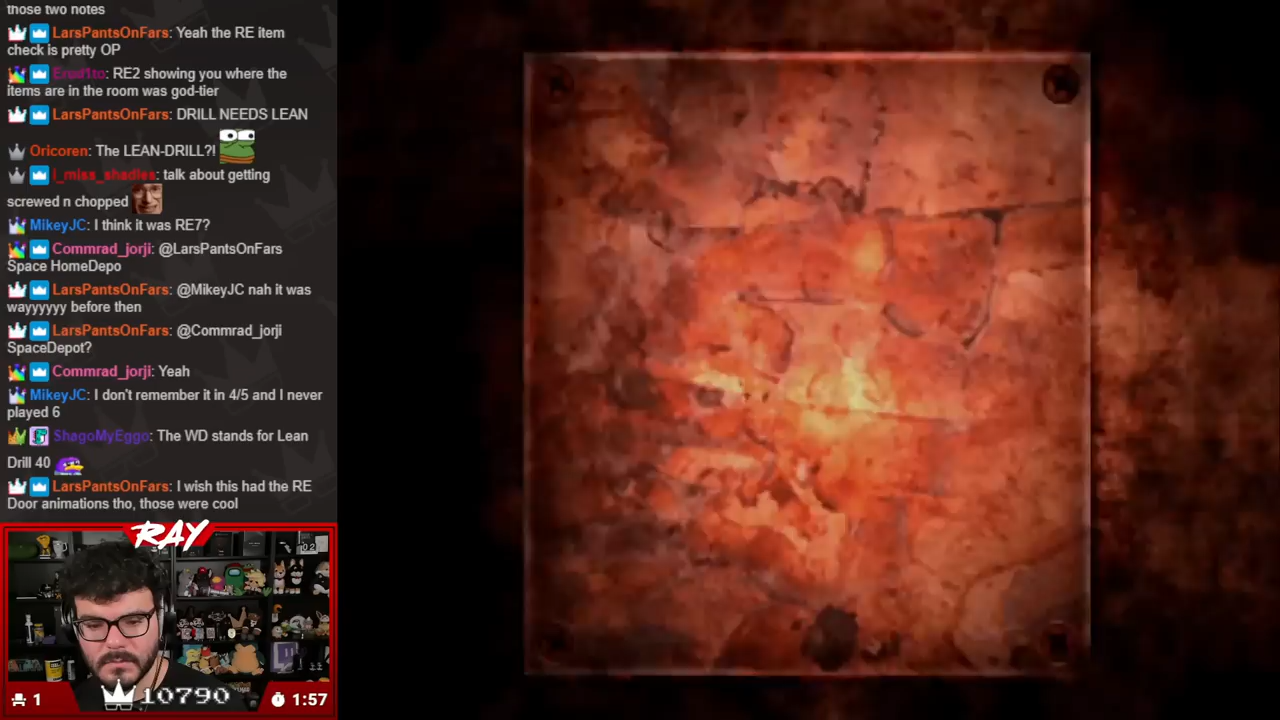 those two notes
LarsPantsOnFars: Yeah the RE item
check is pretty OP
Erud1to: RE2 showing you where the
items are in the room was god-tier
LarsPantsOnFars: DRILL NEEDS LEAN
Oricoren: The LEAN-DRILL?!
I_miss_shadles: talk about getting
screwed n chopped
MikeyJC: I think it was RE7?
Commrad_jorji: @LarsPantsOnFars
Space HomeDepo
LarsPantsOnFars: @MikeyJC nah it was
wayyyyyy before then
LarsPantsOnFars: @Commrad_jorji
SpaceDepot?
Commrad_jorji: Yeah
MikeyJC: I don't remember it in 4/5 and I never
played 6
ShagoMyEggo: The WD stands for Lean
Drill 40
LarsPantsOnFars: I wish this had the RE
Door animations tho, those were cool
RAY
1
10790
1:57